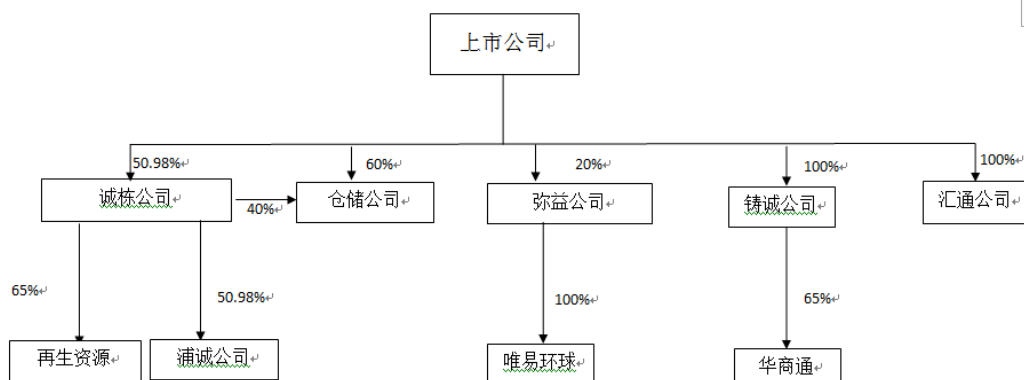 上市公司
50.98%
60%
20%
100%
100%
诚栋公司
40%
仓储公司
弥益公司
铸诚公司
汇通公司
65%
50.98%
100%
65%
再生资源
浦诚公司
唯易环球
华商通